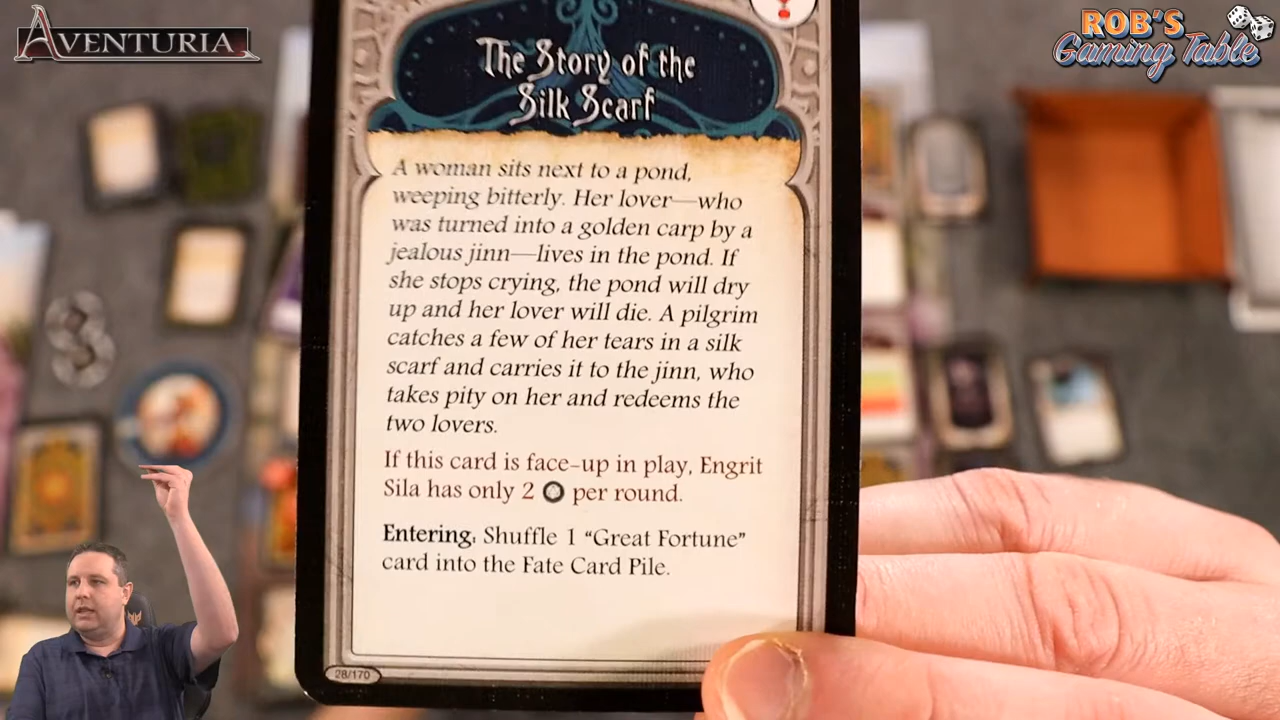 AVENTURIA
ROB'S
Gaming Table
The Story of the
Silk Scarf
A woman sits next to a pond,
weeping bitterly. Her lover—who
was turned into a golden carp by a
jealous jinn—lives in the pond. If
she stops crying, the pond will dry
up and her lover will die. A pilgrim
catches a few of her tears in a silk
scarf and carries it to the jinn, who
takes pity on her and redeems the
two lovers.
If this card is face-up in play, Engrit
Sila has only 2 per round.
Entering: Shuffle 1 “Great Fortune”
card into the Fate Card Pile.
28/170